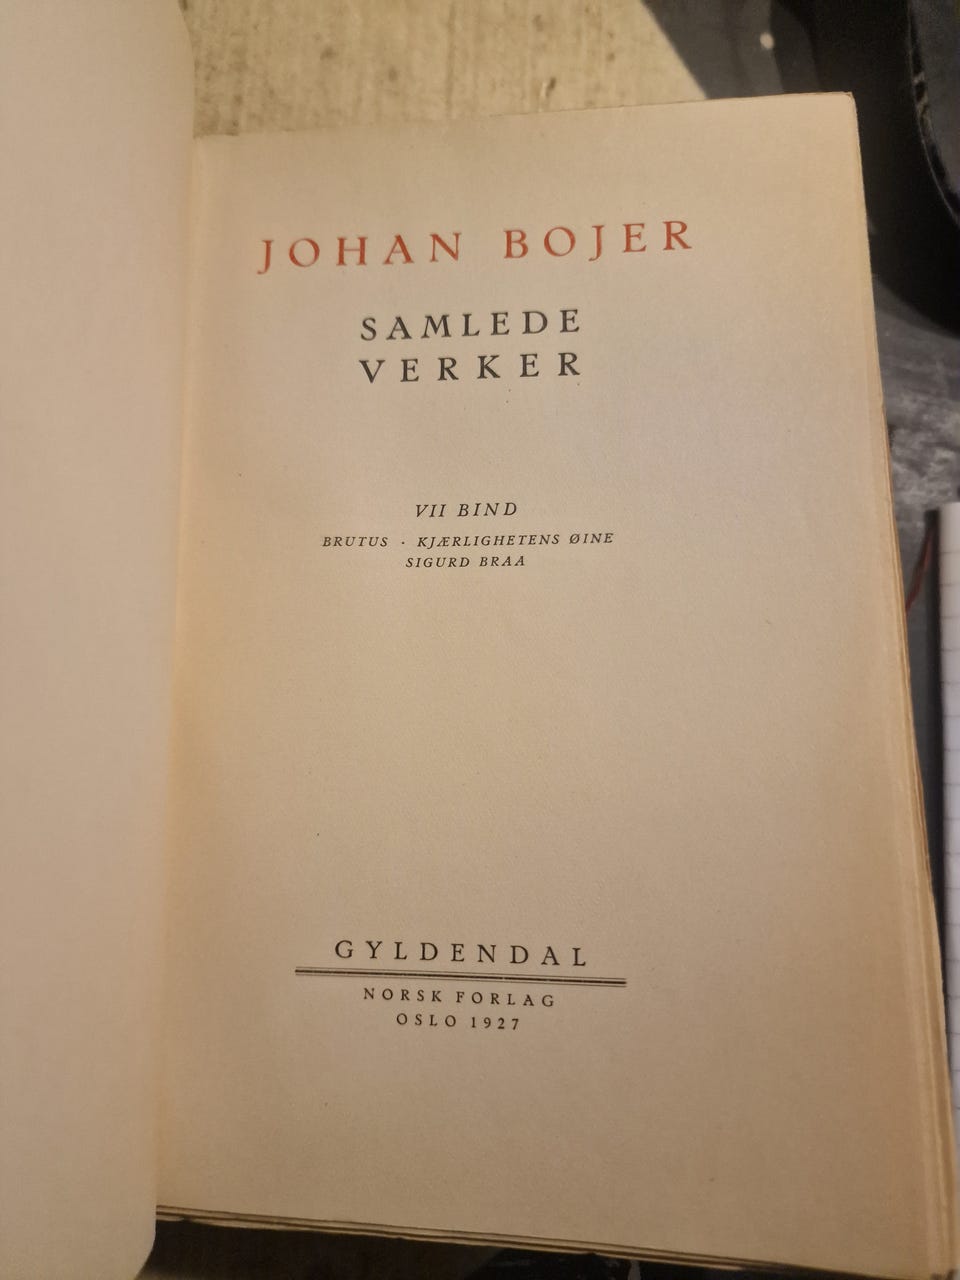 JOHAN BOJER
SAMLEDE
VERKER
VII BIND
BRUTUS · KJÆRLIGHETENS ØINE
SIGURD BRAA
GYLDENDAL
NORSK FORLAG
OSLO 1927